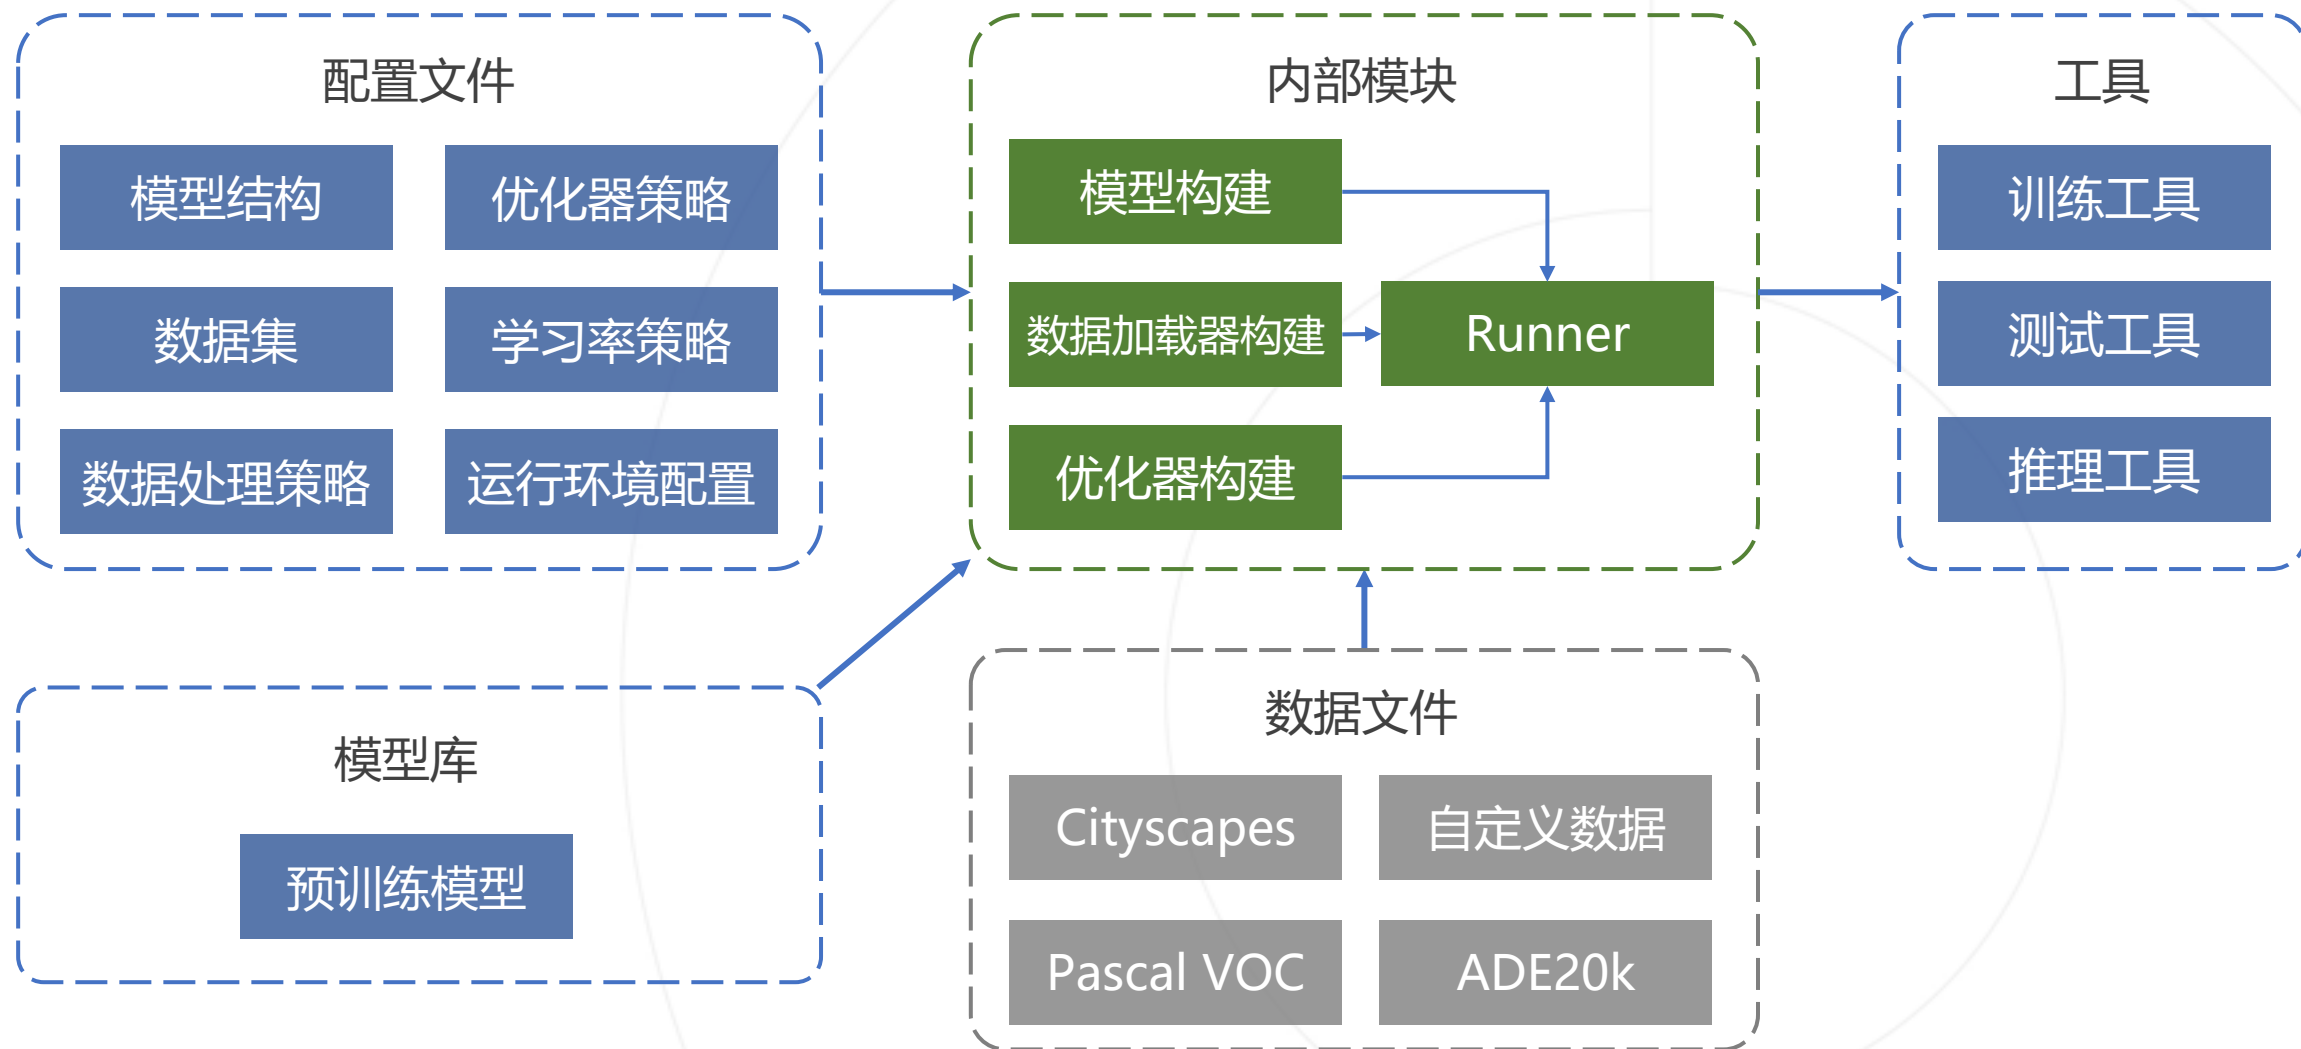 配置文件
模型结构
优化器策略
数据集
学习率策略
数据处理策略
运行环境配置
内部模块
模型构建
数据加载器构建
Runner
优化器构建
工具
训练工具
测试工具
推理工具
模型库
预训练模型
数据文件
Cityscapes
自定义数据
Pascal VOC
ADE20k